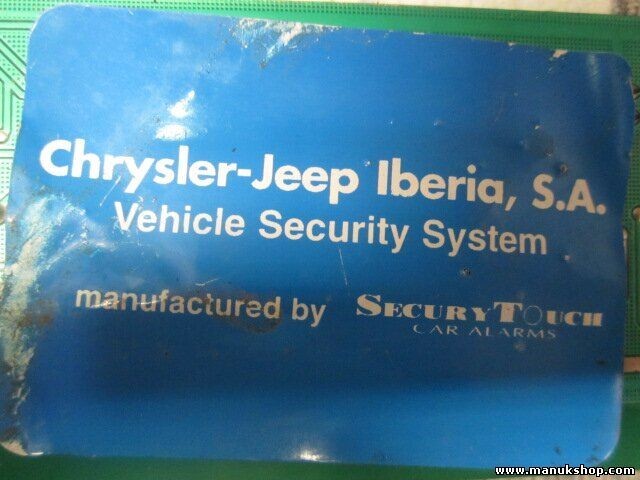 Chrysler-Jeep Iberia, S.A.
Vehicle Security System
manufactured by SECURYTOUCH
CAR ALARMS
www.manukshop.com